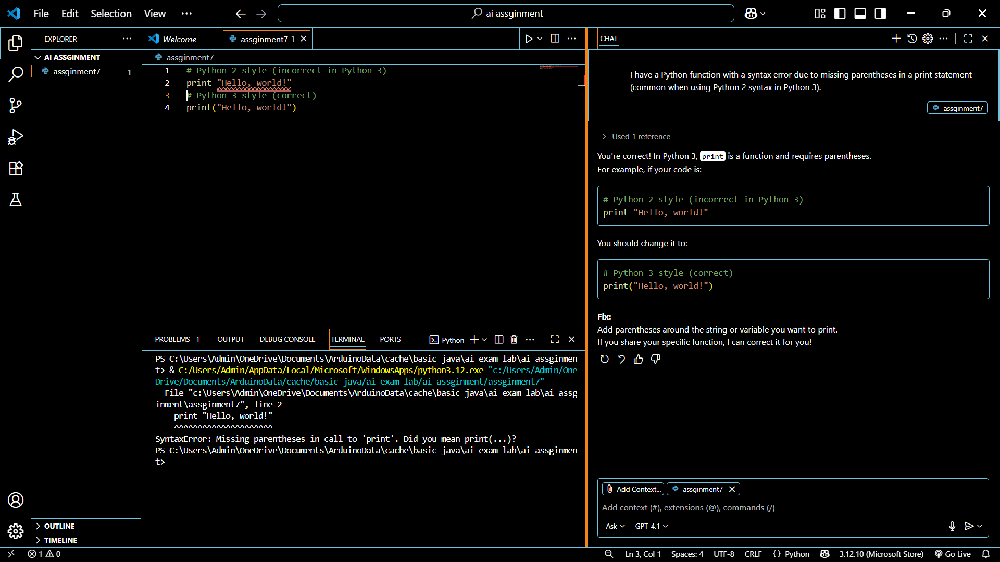 File Edit Selection View ···
ai assginment
EXPLORER ···
AI ASSGINMENT
assginment7 1
OUTLINE
TIMELINE
Welcome
assginment7 1
assginment7
1 # Python 2 style (incorrect in Python 3)
2 print "Hello, world!"
3 # Python 3 style (correct)
4 print("Hello, world!")
PROBLEMS 1 OUTPUT DEBUG CONSOLE TERMINAL PORTS Python
PS C:\Users\Admin\OneDrive\Documents\ArduinoData\cache\basic java\ai exam lab\ai assginmen
t> & C:/Users/Admin/AppData/Local/Microsoft/WindowsApps/python3.12.exe "c:/Users/Admin/One
Drive/Documents/ArduinoData/cache/basic java/ai exam lab/ai assginment/assginment7"
File "c:\Users\Admin\OneDrive\Documents\ArduinoData\cache\basic java\ai exam lab\ai assg
inment\assginment7", line 2
print "Hello, world!"
^^^^^^^^^^^^^^^^^^^^^
SyntaxError: Missing parentheses in call to 'print'. Did you mean print(...)?
PS C:\Users\Admin\OneDrive\Documents\ArduinoData\cache\basic java\ai exam lab\ai assginmen
t>
CHAT
I have a Python function with a syntax error due to missing parentheses in a print statement
(common when using Python 2 syntax in Python 3).
assginment7
Used 1 reference
You're correct! In Python 3, print is a function and requires parentheses.
For example, if your code is:
# Python 2 style (incorrect in Python 3)
print "Hello, world!"
You should change it to:
# Python 3 style (correct)
print("Hello, world!")
Fix:
Add parentheses around the string or variable you want to print.
If you share your specific function, I can correct it for you!
Add Context... assginment7
Add context (#), extensions (@), commands (/)
Ask GPT-4.1
1 0
Ln 3, Col 1 Spaces: 4 UTF-8 CRLF {} Python 3.12.10 (Microsoft Store) Go Live